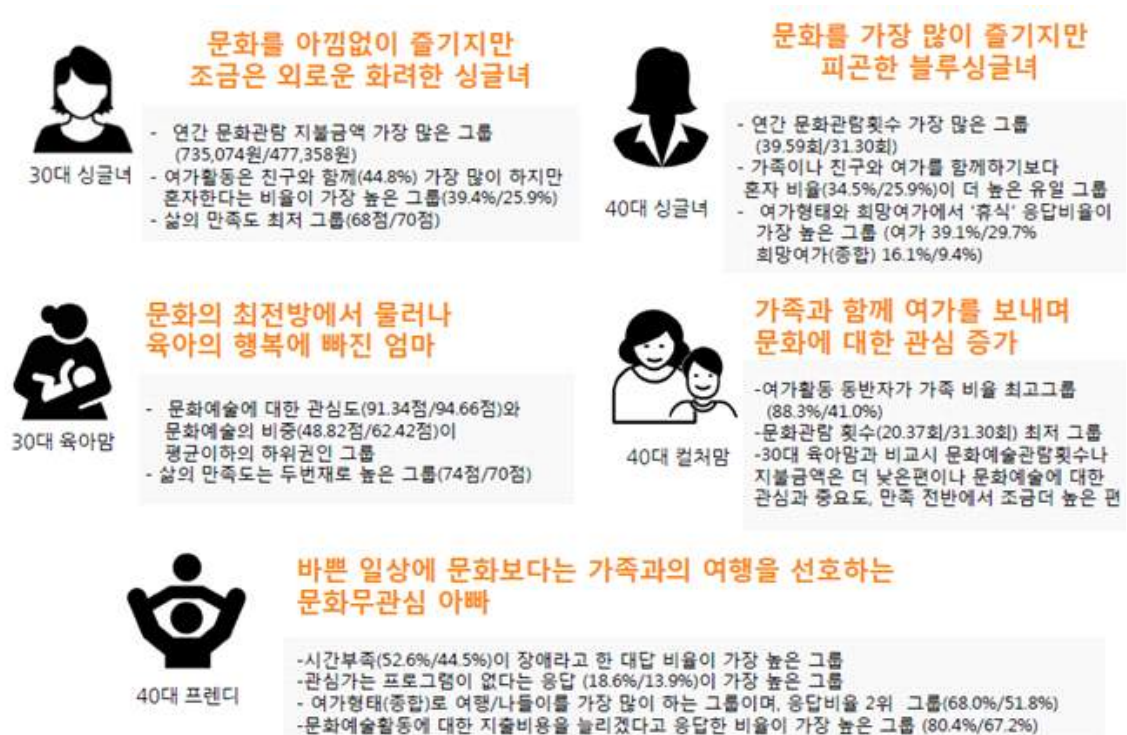 문화를 아낌없이 즐기지만
조금은 외로운 화려한 싱글녀
30대 싱글녀
- 연간 문화관람 지불금액 가장 많은 그룹
(735,074원/477,358원)
- 여가활동은 친구와 함께(44.8%) 가장 많이 하지만
혼자한다는 비율이 가장 높은 그룹(39.4%/25.9%)
- 삶의 만족도 최저 그룹(68점/70점)
문화를 가장 많이 즐기지만
피곤한 블루싱글녀
40대 싱글녀
- 연간 문화관람횟수 가장 많은 그룹
(39.59회/31.30회)
- 가족이나 친구와 여가를 함께하기보다
혼자 비율(34.5%/25.9%)이 더 높은 유일 그룹
- 여가형태와 희망여가에서 '휴식' 응답비율이
가장 높은 그룹 (여가 39.1%/29.7%
희망여가(종합) 16.1%/9.4%)
문화의 최전방에서 물러나
육아의 행복에 빠진 엄마
30대 육아맘
- 문화예술에 대한 관심도(91.34점/94.66점)와
문화예술의 비중(48.82점/62.42점)이
평균이하의 하위권인 그룹
- 삶의 만족도는 두번재로 높은 그룹(74점/70점)
가족과 함께 여가를 보내며
문화에 대한 관심 증가
40대 컬처맘
-여가활동 동반자가 가족 비율 최고그룹
(88.3%/41.0%)
-문화관람 횟수(20.37회/31.30회) 최저 그룹
-30대 육아맘과 비교시 문화예술관람횟수나
지불금액은 더 낮은편이나 문화예술에 대한
관심과 중요도, 만족 전반에서 조금더 높은 편
바쁜 일상에 문화보다는 가족과의 여행을 선호하는
문화무관심 아빠
40대 프렌디
-시간부족(52.6%/44.5%)이 장애라고 한 대답 비율이 가장 높은 그룹
-관심가는 프로그램이 없다는 응답 (18.6%/13.9%)이 가장 높은 그룹
- 여가형태(종합)로 여행/나들이를 가장 많이 하는 그룹이며, 응답비율 2위 그룹(68.0%/51.8%)
-문화예술활동에 대한 지출비용을 늘리겠다고 응답한 비율이 가장 높은 그룹 (80.4%/67.2%)